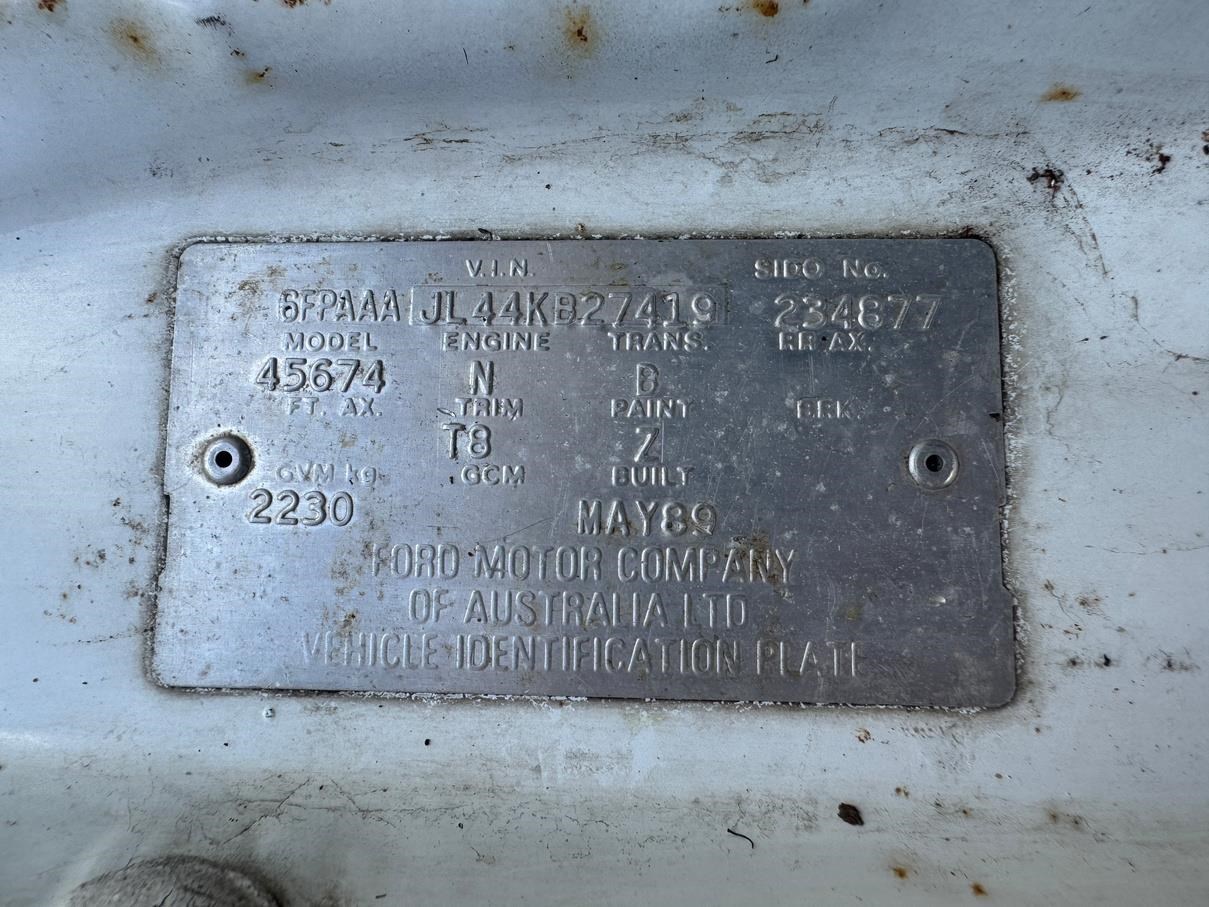 V.I.N. SIDO No.
6FPAAA JL44KB27419 234877
MODEL ENGINE TRANS. RR AX.
45674 N B
FT. AX. TRIM PAINT BRK.
T8 Z
GVM kg GCM BUILT
2230 MAY89
FORD MOTOR COMPANY
OF AUSTRALIA LTD
VEHICLE IDENTIFICATION PLATE